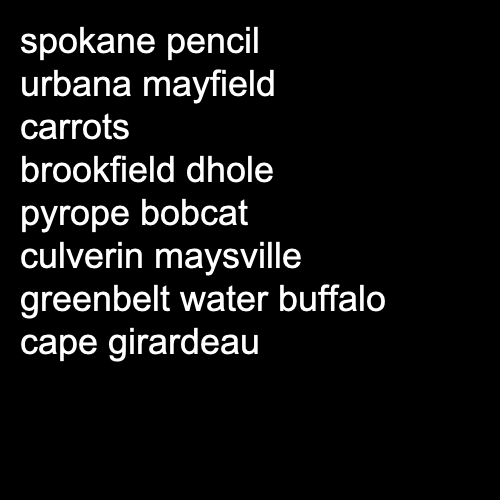 spokane pencil
urbana mayfield
carrots
brookfield dhole
pyrope bobcat
culverin maysville
greenbelt water buffalo
cape girardeau